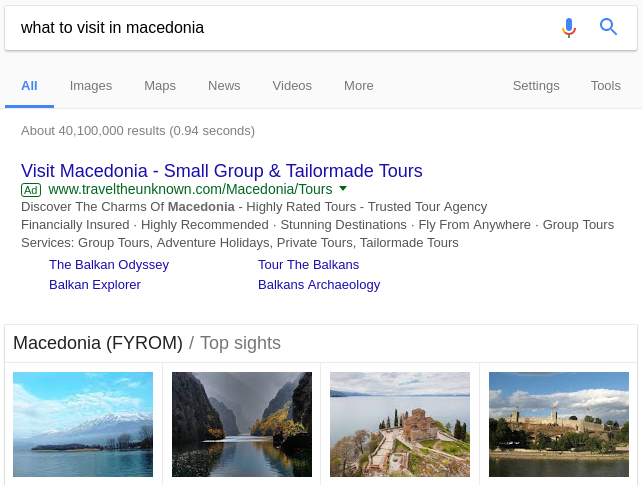 what to visit in macedonia
All Images Maps News Videos More Settings Tools
About 40,100,000 results (0.94 seconds)
Visit Macedonia - Small Group & Tailormade Tours
Ad www.traveltheunknown.com/Macedonia/Tours
Discover The Charms Of Macedonia - Highly Rated Tours - Trusted Tour Agency
Financially Insured · Highly Recommended · Stunning Destinations · Fly From Anywhere · Group Tours
Services: Group Tours, Adventure Holidays, Private Tours, Tailormade Tours
The Balkan Odyssey Tour The Balkans
Balkan Explorer Balkans Archaeology
Macedonia (FYROM) / Top sights